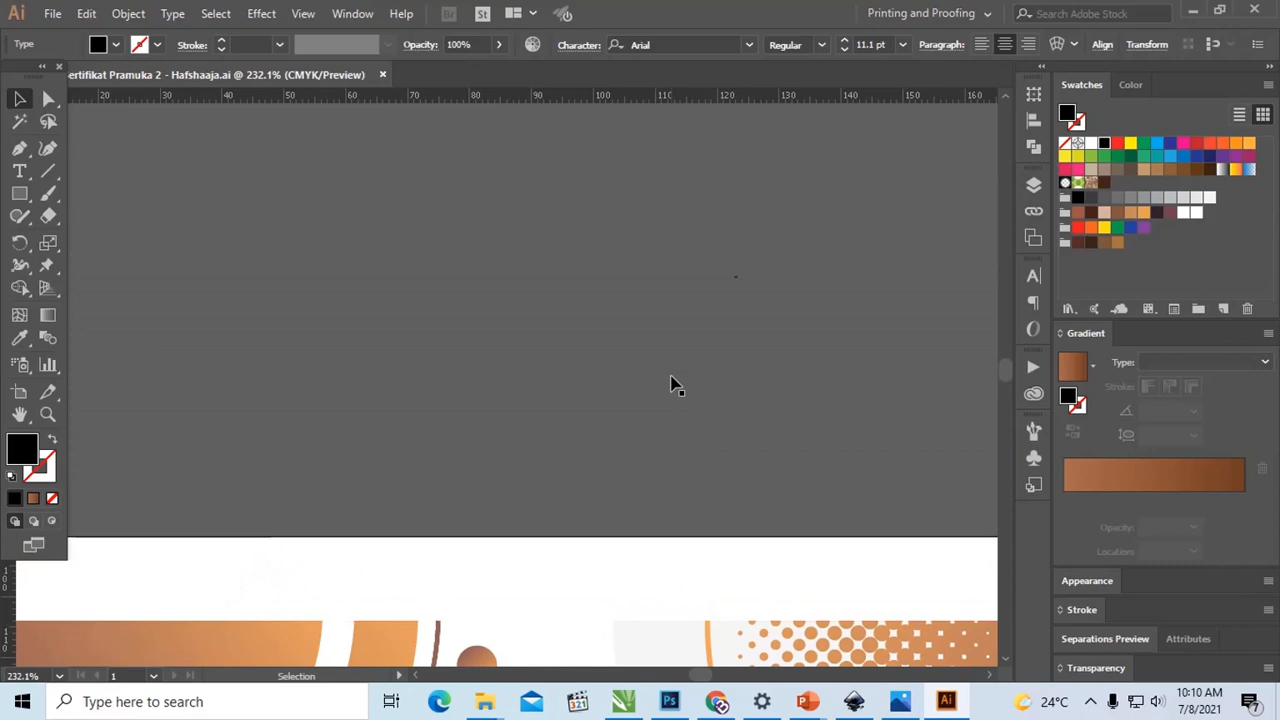 Ai File Edit Object Type Select Effect View Window Help Br St Printing and Proofing Search Adobe Stock
Type Stroke: Opacity: 100% Character: Arial Regular 11.1 pt Paragraph: Align Transform
ertifikat Pramuka 2 - Hafshaaja.ai @ 232.1% (CMYK/Preview)
20 30 40 50 60 70 80 90 100 110 120 130 140 150 160
Swatches Color
Gradient
Type:
Stroke:
Opacity:
Location:
Appearance
Stroke
Separations Preview Attributes
Transparency
232.1% 1 Selection
Type here to search
24°C
10:10 AM
7/8/2021
7